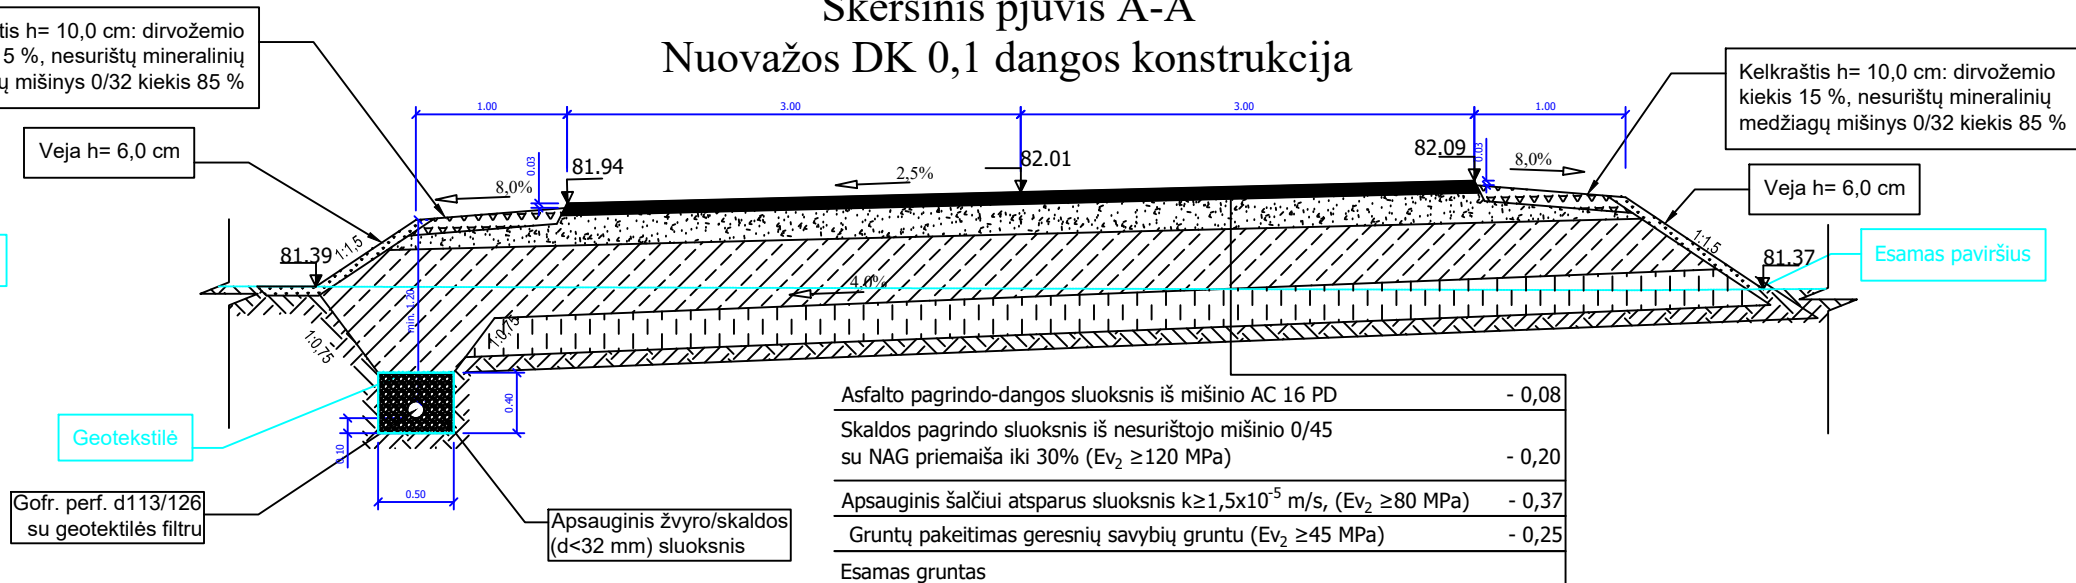 Skersinis pjūvis A-A
Nuovažos DK 0,1 dangos konstrukcija
h= 10,0 cm: dirvožemio
5 %, nesurištų mineralinių
mišinys 0/32 kiekis 85 %
Veja h= 6,0 cm
Kelkraštis h= 10,0 cm: dirvožemio
kiekis 15 %, nesurištų mineralinių
medžiagų mišinys 0/32 kiekis 85 %
Veja h= 6,0 cm
1.00
3.00
3.00
1.00
0.03
81.94
82.01
82.09
0.03
8,0%
2,5%
8,0%
81.39
1:1,5
1:1,5
81.37
Esamas paviršius
min. 1.20
4,0%
1:0,75
1:0,75
Geotekstilė
0.40
0.10
0.50
Gofr. perf. d113/126
su geotektilės filtru
Apsauginis žvyro/skaldos
(d<32 mm) sluoksnis
Asfalto pagrindo-dangos sluoksnis iš mišinio AC 16 PD - 0,08
Skaldos pagrindo sluoksnis iš nesurištojo mišinio 0/45
su NAG priemaiša iki 30% (Ev₂ ≥120 MPa) - 0,20
Apsauginis šalčiui atsparus sluoksnis k≥1,5x10⁻⁵ m/s, (Ev₂ ≥80 MPa) - 0,37
Gruntų pakeitimas geresnių savybių gruntu (Ev₂ ≥45 MPa) - 0,25
Esamas gruntas